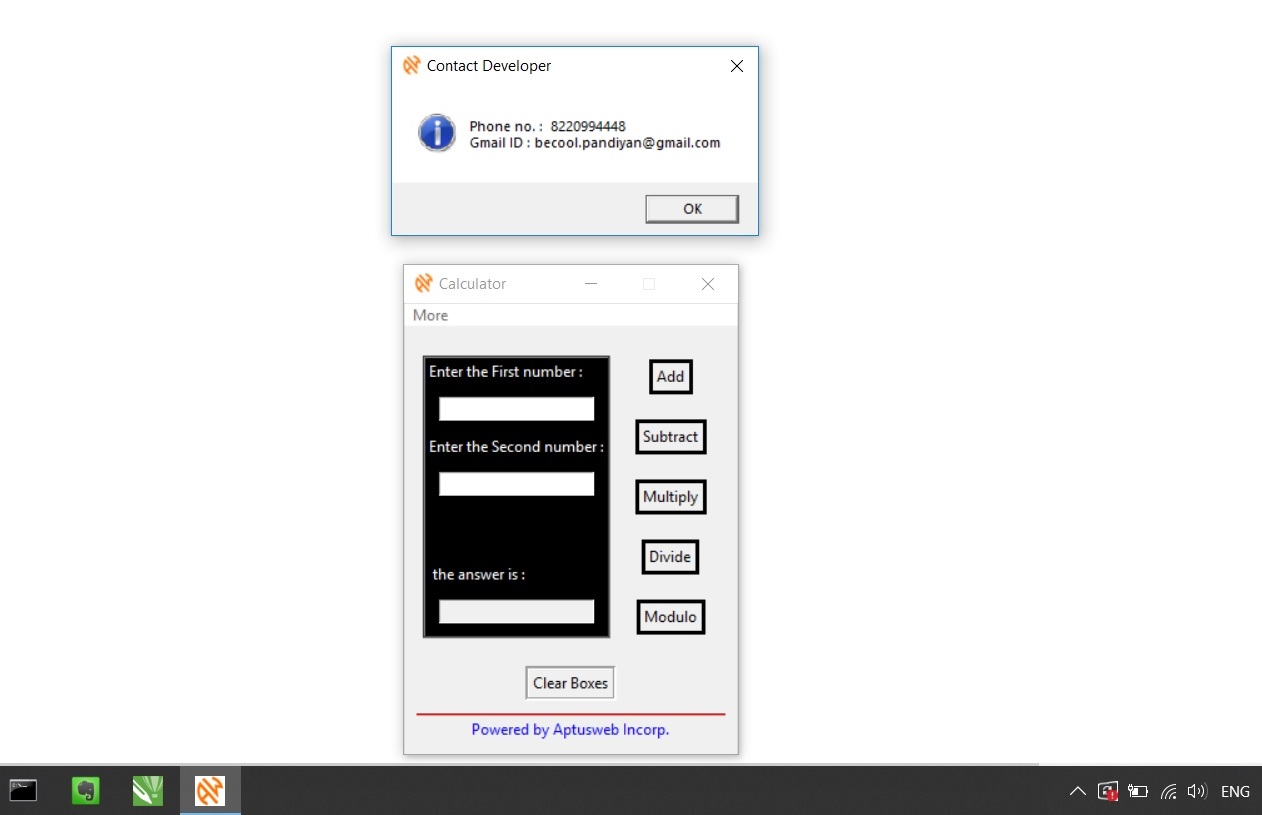 Contact Developer
Phone no. :  8220994448
Gmail ID : becool.pandiyan@gmail.com
OK
Calculator
More
Enter the First number :
Add
Subtract
Enter the Second number :
Multiply
Divide
the answer is :
Modulo
Clear Boxes
Powered by Aptusweb Incorp.
ENG